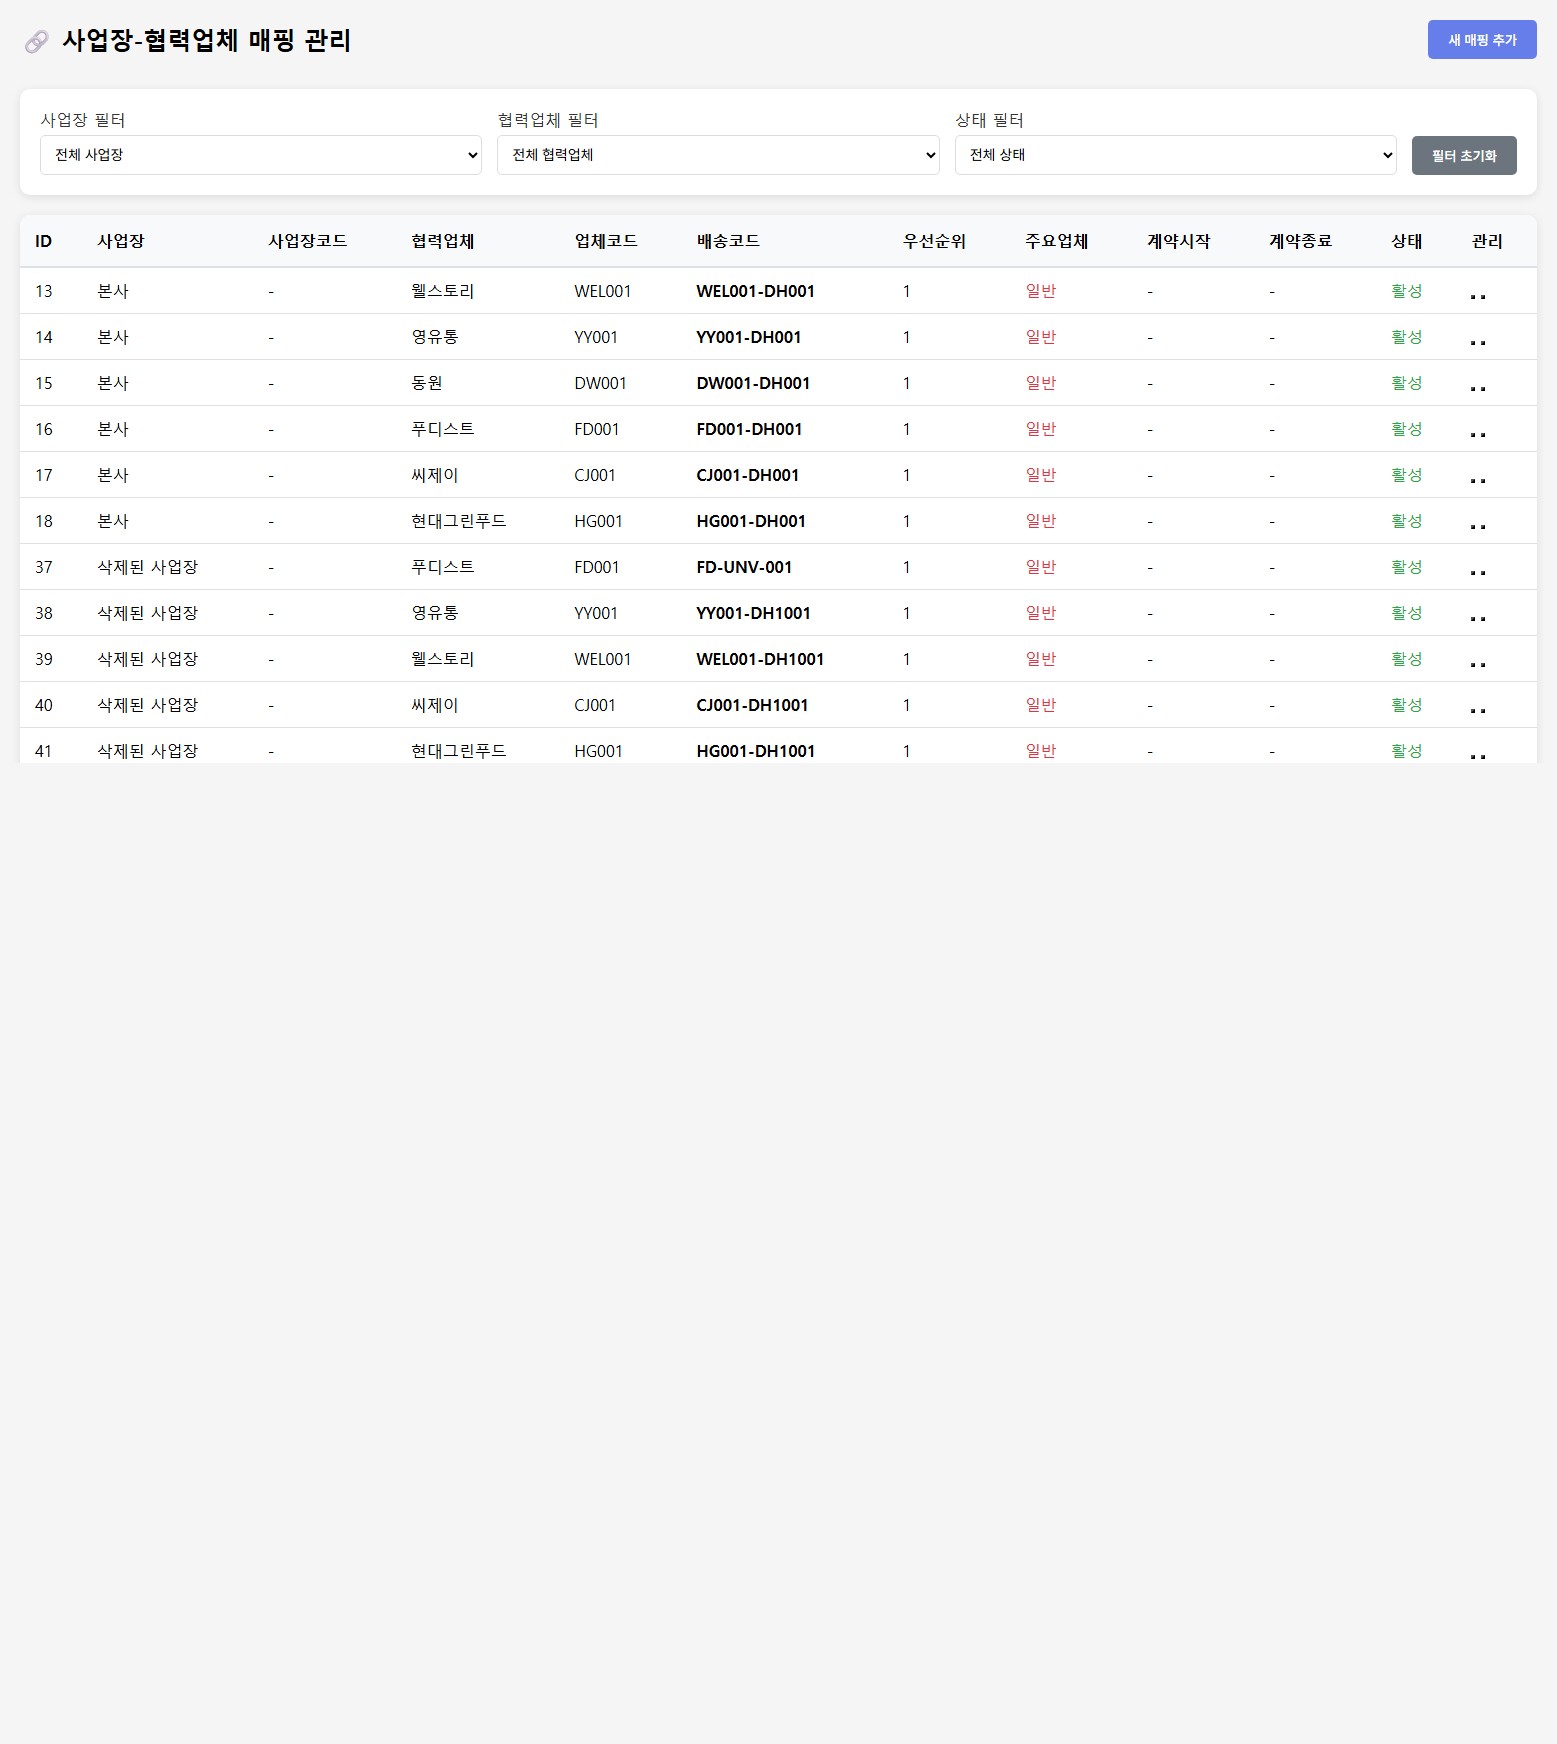 사업장-협력업체 매핑 관리
새 매핑 추가
사업장 필터 협력업체 필터 상태 필터
전체 사업장 전체 협력업체 전체 상태 필터 초기화
ID 사업장 사업장코드 협력업체 업체코드 배송코드 우선순위 주요업체 계약시작 계약종료 상태 관리
13 본사 - 웰스토리 WEL001 WEL001-DH001 1 일반 - - 활성
14 본사 - 영유통 YY001 YY001-DH001 1 일반 - - 활성
15 본사 - 동원 DW001 DW001-DH001 1 일반 - - 활성
16 본사 - 푸디스트 FD001 FD001-DH001 1 일반 - - 활성
17 본사 - 씨제이 CJ001 CJ001-DH001 1 일반 - - 활성
18 본사 - 현대그린푸드 HG001 HG001-DH001 1 일반 - - 활성
37 삭제된 사업장 - 푸디스트 FD001 FD-UNV-001 1 일반 - - 활성
38 삭제된 사업장 - 영유통 YY001 YY001-DH1001 1 일반 - - 활성
39 삭제된 사업장 - 웰스토리 WEL001 WEL001-DH1001 1 일반 - - 활성
40 삭제된 사업장 - 씨제이 CJ001 CJ001-DH1001 1 일반 - - 활성
41 삭제된 사업장 - 현대그린푸드 HG001 HG001-DH1001 1 일반 - - 활성